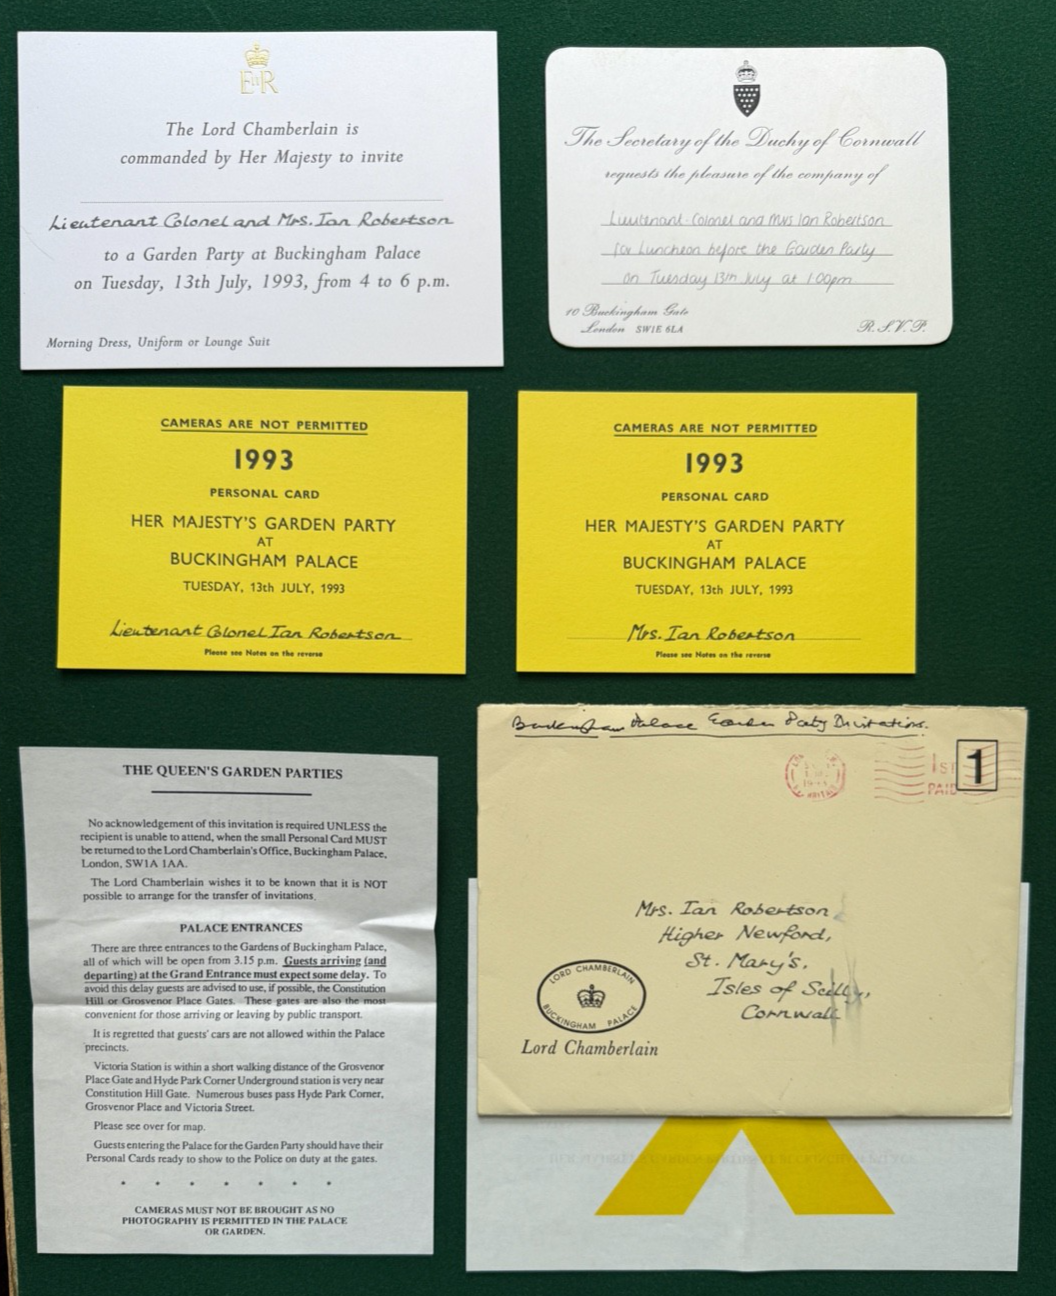 EIIR
The Lord Chamberlain is
commanded by Her Majesty to invite
Lieutenant Colonel and Mrs. Ian Robertson
to a Garden Party at Buckingham Palace
on Tuesday, 13th July, 1993, from 4 to 6 p.m.
Morning Dress, Uniform or Lounge Suit
The Secretary of the Duchy of Cornwall
requests the pleasure of the company of
Lieutenant-Colonel and Mrs Ian Robertson
for Luncheon before the Garden Party
on Tuesday 13th July at 1.00pm
10 Buckingham Gate
London SW1E 6LA
R.S.V.P.
CAMERAS ARE NOT PERMITTED
1993
PERSONAL CARD
HER MAJESTY'S GARDEN PARTY
AT
BUCKINGHAM PALACE
TUESDAY, 13th JULY, 1993
Lieutenant Colonel Ian Robertson
Please see Notes on the reverse
CAMERAS ARE NOT PERMITTED
1993
PERSONAL CARD
HER MAJESTY'S GARDEN PARTY
AT
BUCKINGHAM PALACE
TUESDAY, 13th JULY, 1993
Mrs. Ian Robertson
Please see Notes on the reverse
THE QUEEN'S GARDEN PARTIES
No acknowledgement of this invitation is required UNLESS the
recipient is unable to attend, when the small Personal Card MUST
be returned to the Lord Chamberlain's Office, Buckingham Palace,
London, SW1A 1AA.
The Lord Chamberlain wishes it to be known that it is NOT
possible to arrange for the transfer of invitations.
PALACE ENTRANCES
There are three entrances to the Gardens of Buckingham Palace,
all of which will be open from 3.15 p.m. Guests arriving (and
departing) at the Grand Entrance must expect some delay. To
avoid this delay guests are advised to use, if possible, the Constitution
Hill or Grosvenor Place Gates. These gates are also the most
convenient for those arriving or leaving by public transport.
It is regretted that guests' cars are not allowed within the Palace
precincts.
Victoria Station is within a short walking distance of the Grosvenor
Place Gate and Hyde Park Corner Underground station is very near
Constitution Hill Gate. Numerous buses pass Hyde Park Corner,
Grosvenor Place and Victoria Street.
Please see over for map.
Guests entering the Palace for the Garden Party should have their
Personal Cards ready to show to the Police on duty at the gates.
* * * * * * *
CAMERAS MUST NOT BE BROUGHT AS NO
PHOTOGRAPHY IS PERMITTED IN THE PALACE
OR GARDEN.
Buckingham Palace Garden Party Invitations.
1st
PAID
1
Mrs. Ian Robertson
Higher Newford,
St. Mary's,
Isles of Scilly,
Cornwall
LORD CHAMBERLAIN
BUCKINGHAM PALACE
Lord Chamberlain